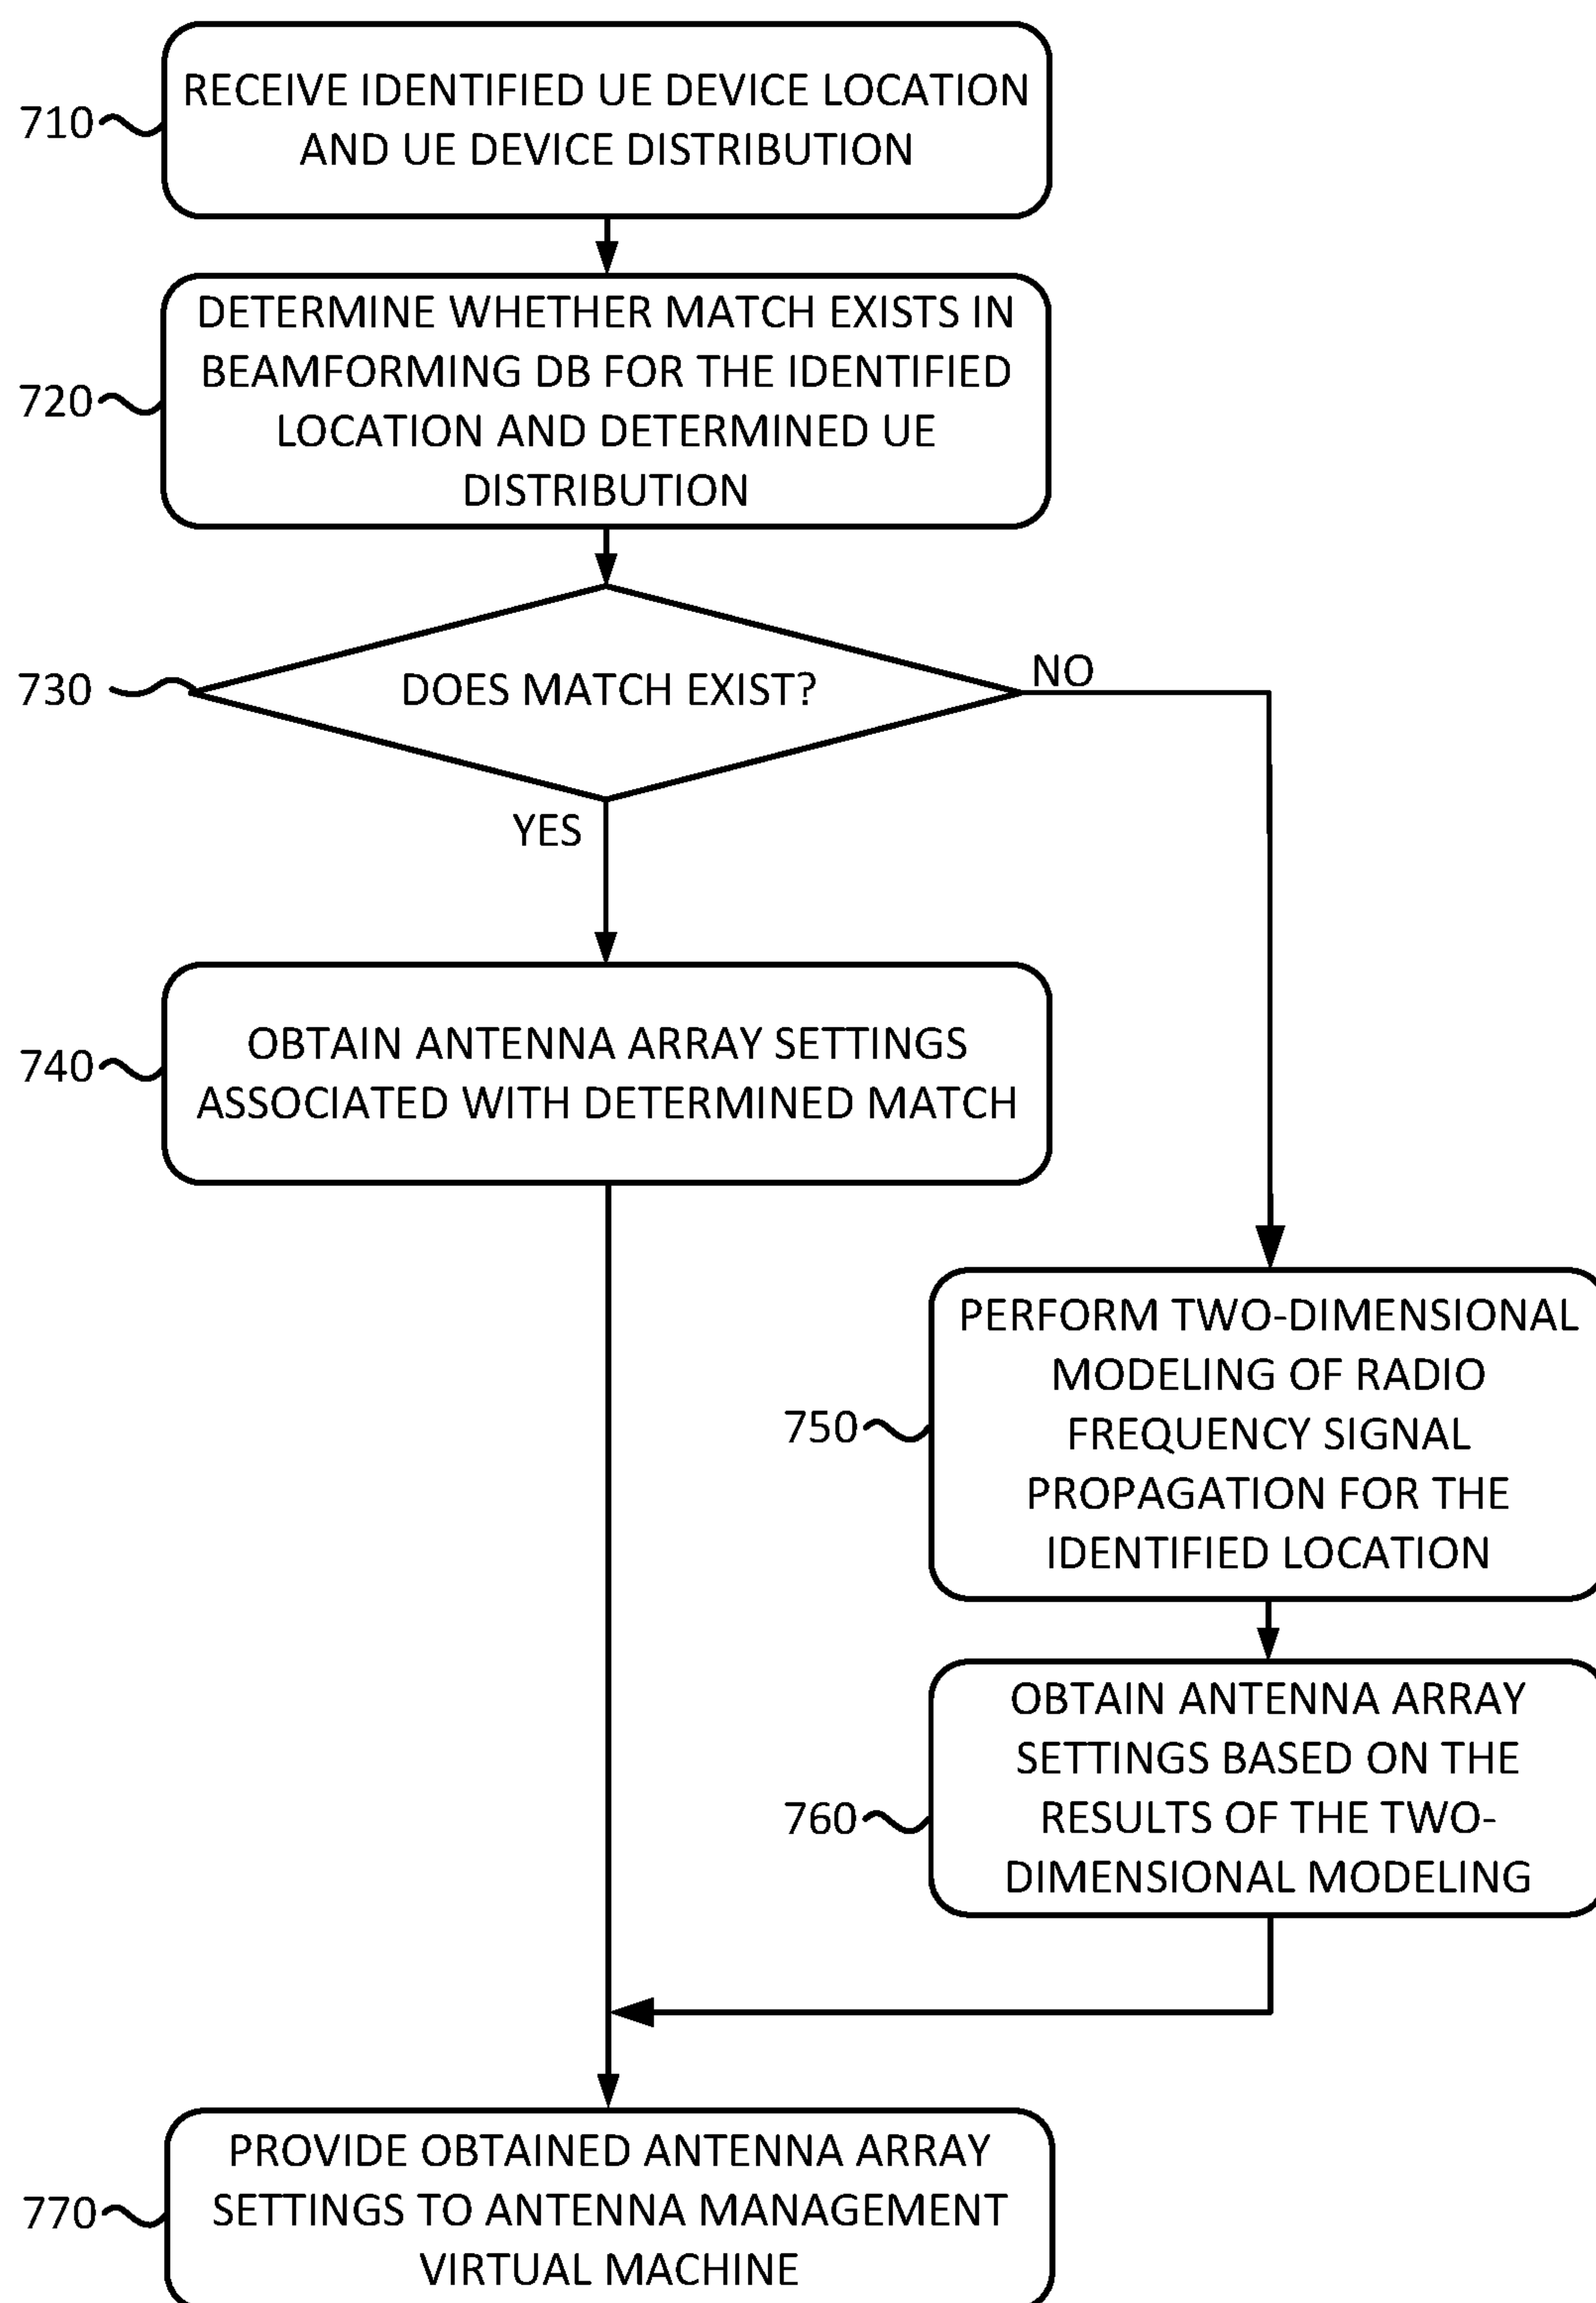 710
RECEIVE IDENTIFIED UE DEVICE LOCATION
AND UE DEVICE DISTRIBUTION
720
DETERMINE WHETHER MATCH EXISTS IN
BEAMFORMING DB FOR THE IDENTIFIED
LOCATION AND DETERMINED UE
DISTRIBUTION
730
DOES MATCH EXIST?
NO
YES
740
OBTAIN ANTENNA ARRAY SETTINGS
ASSOCIATED WITH DETERMINED MATCH
750
PERFORM TWO-DIMENSIONAL
MODELING OF RADIO
FREQUENCY SIGNAL
PROPAGATION FOR THE
IDENTIFIED LOCATION
760
OBTAIN ANTENNA ARRAY
SETTINGS BASED ON THE
RESULTS OF THE TWO-
DIMENSIONAL MODELING
770
PROVIDE OBTAINED ANTENNA ARRAY
SETTINGS TO ANTENNA MANAGEMENT
VIRTUAL MACHINE